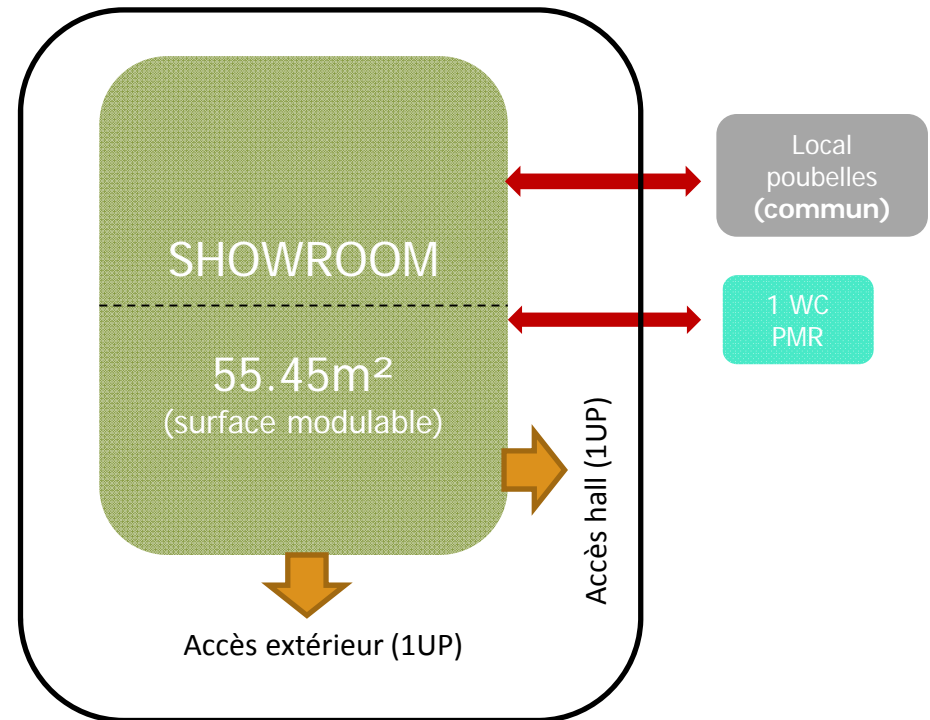 SHOWROOM
55.45m²
(surface modulable)
Local
poubelles
(commun)
1 WC
PMR
Accès hall (1UP)
Accès extérieur (1UP)